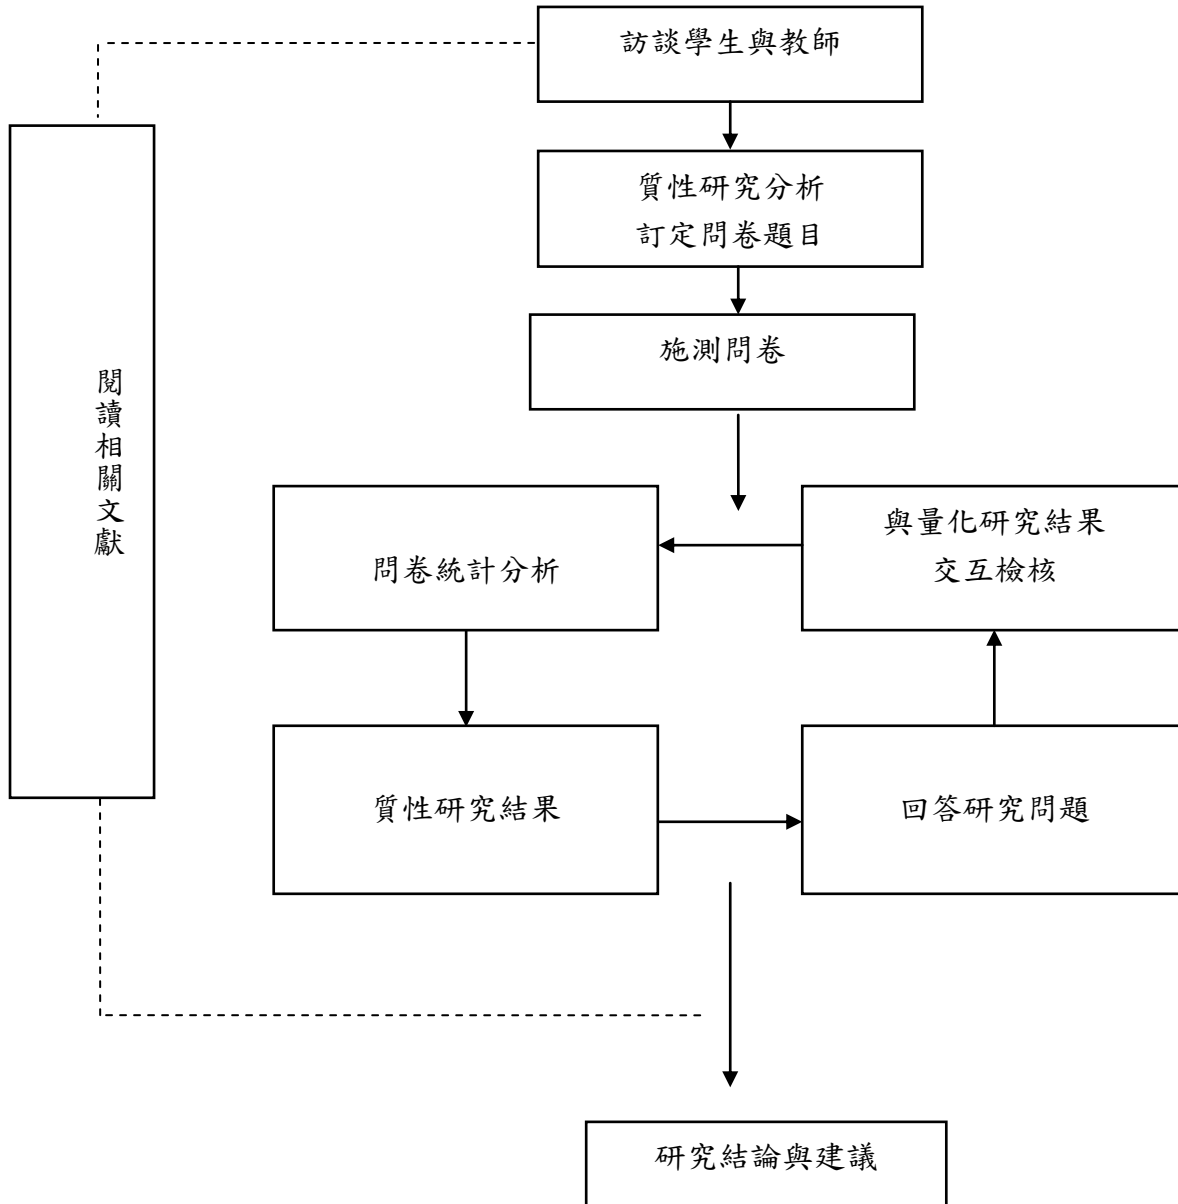 訪談學生與教師
質性研究分析
訂定問卷題目
施測問卷
閱讀相關文獻
問卷統計分析
與量化研究結果
交互檢核
質性研究結果
回答研究問題
研究結論與建議